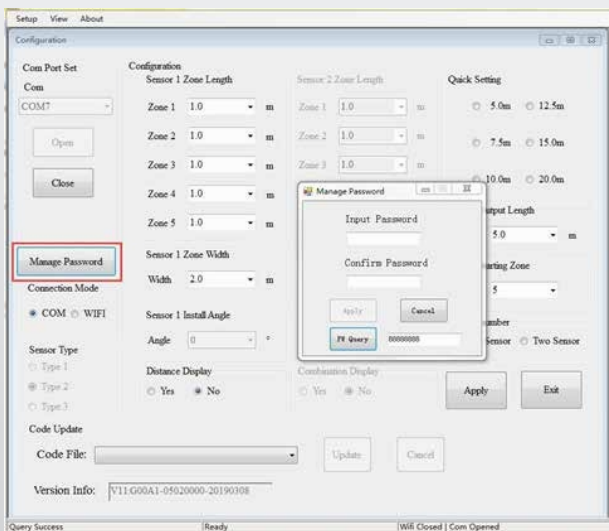 Setup View About
Configuration
Com Port Set
Com
COM7
Open
Close
Manage Password
Connection Mode
COM WIFI
Sensor Type
Type 1
Type 2
Type 3
Configuration
Sensor 1 Zone Length
Zone 1 1.0 m
Zone 2 1.0 m
Zone 3 1.0 m
Zone 4 1.0 m
Zone 5 1.0 m
Sensor 1 Zone Width
Width 2.0 m
Sensor 1 Install Angle
Angle 0 °
Distance Display
Yes No
Sensor 2 Zone Length
Zone 1 1.0 m
Zone 2 1.0 m
Zone 3 1.0 m
Manage Password
Input Password
Confirm Password
Apply Cancel
PW Query 88888888
Combination Display
Yes No
Quick Setting
5.0m 12.5m
7.5m 15.0m
10.0m 20.0m
Length
5.0 m
Zone
5
Sensor Two Sensor
Apply Exit
Code Update
Code File: Update Cancel
Version Info: V11:G00A1-05020000-20190308
Query Success Ready Wifi Closed | Com Opened